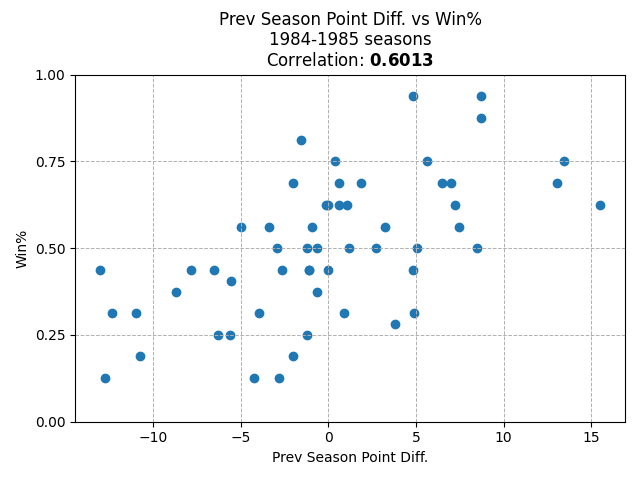 Prev Season Point Diff. vs Win%
1984-1985 seasons
Correlation: 0.6013
1.00
0.75
0.50
0.25
0.00
Win%
−10
−5
0
5
10
15
Prev Season Point Diff.